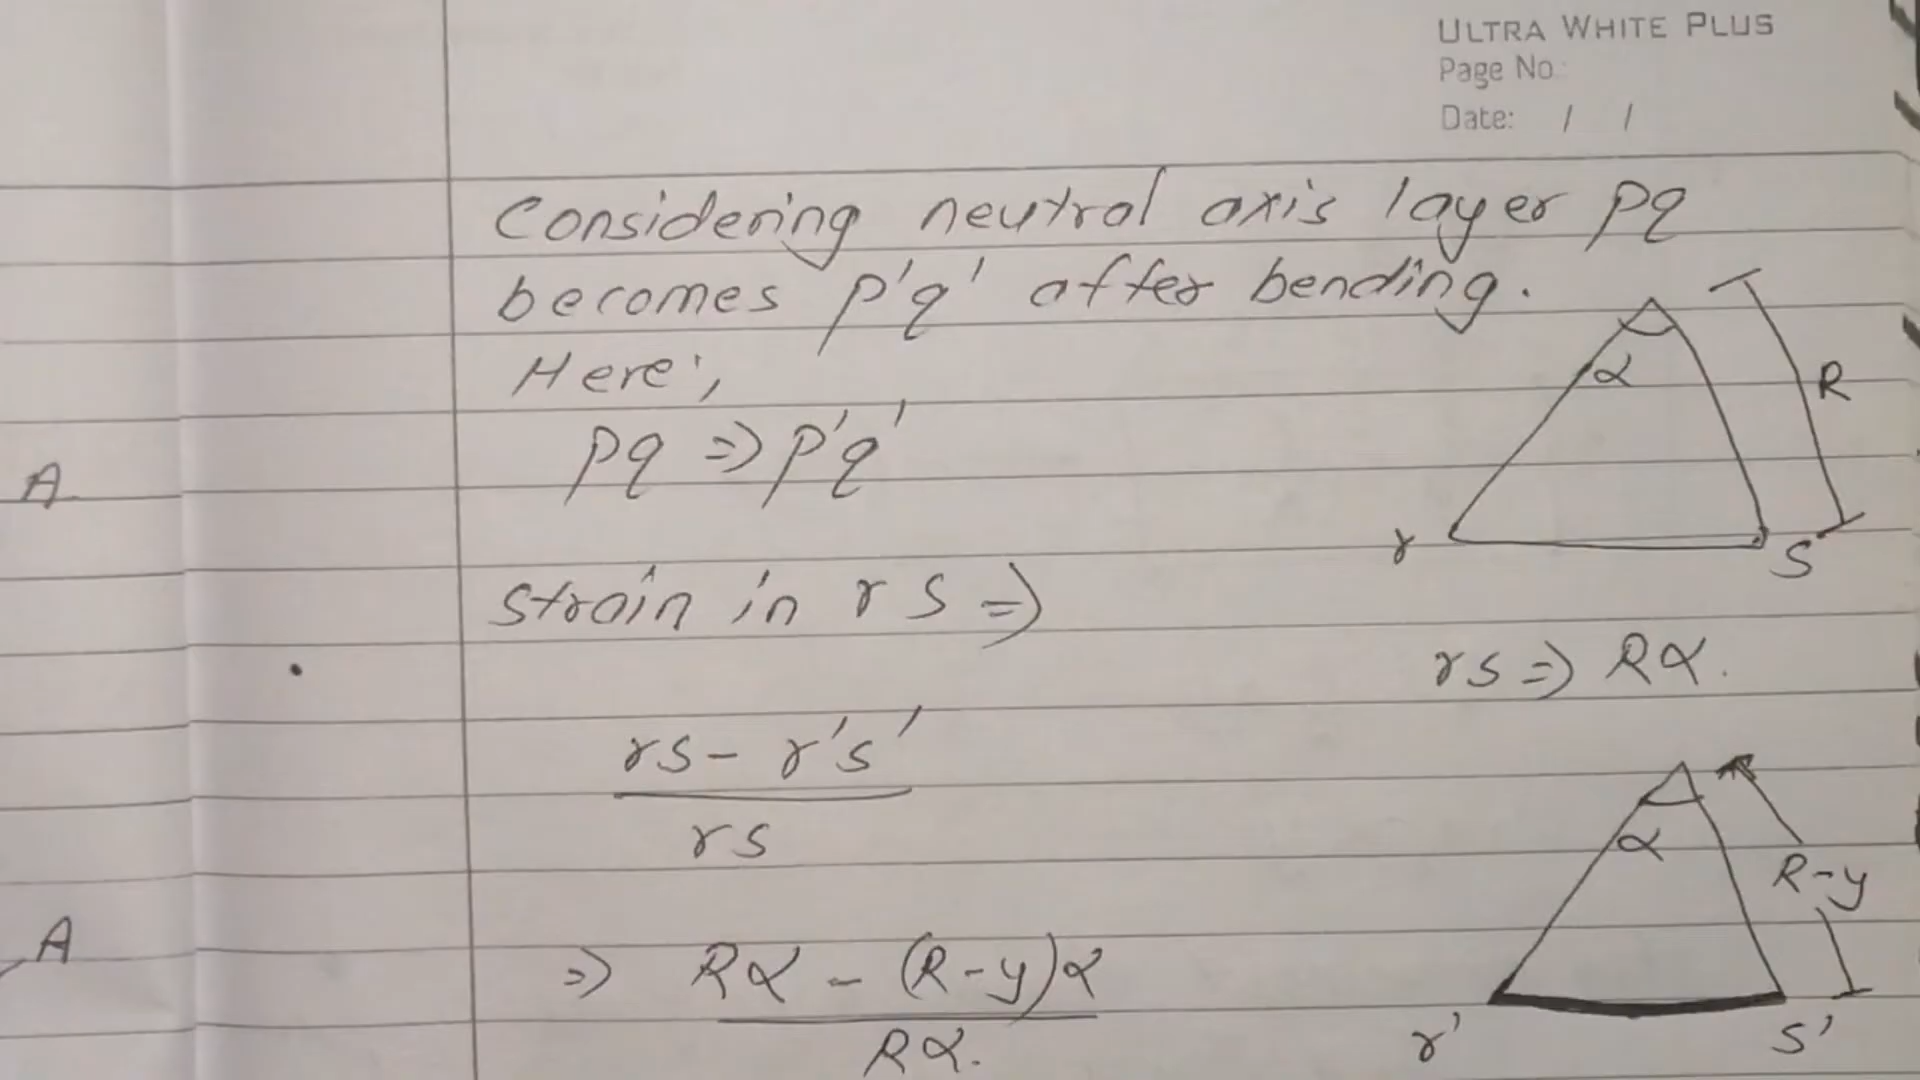 ULTRA WHITE PLUS
Page No.:
Date: / /
Considering neutral axis layer pq
becomes p'q' after bending.
Here',
pq => p'q'
α
R
r
S
A
strain in r s =>
rs => Rα.
rs - r's'
rs
α
R-y
A
=> Rα - (R-y)α
Rα.
r'
s'